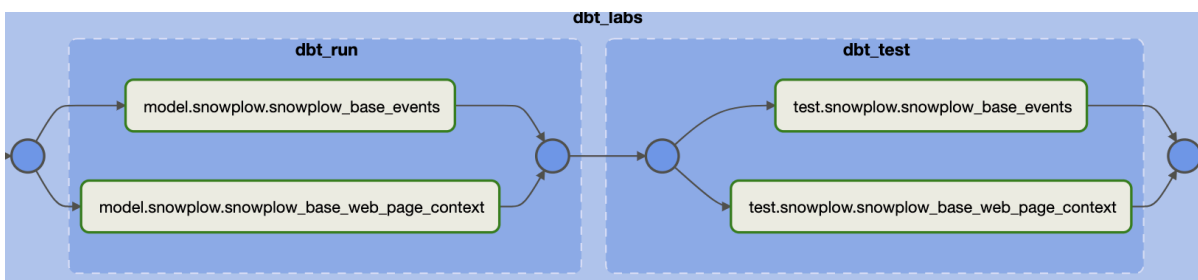 dbt_labs
dbt_run
dbt_test
model.snowplow.snowplow_base_events
test.snowplow.snowplow_base_events
model.snowplow.snowplow_base_web_page_context
test.snowplow.snowplow_base_web_page_context